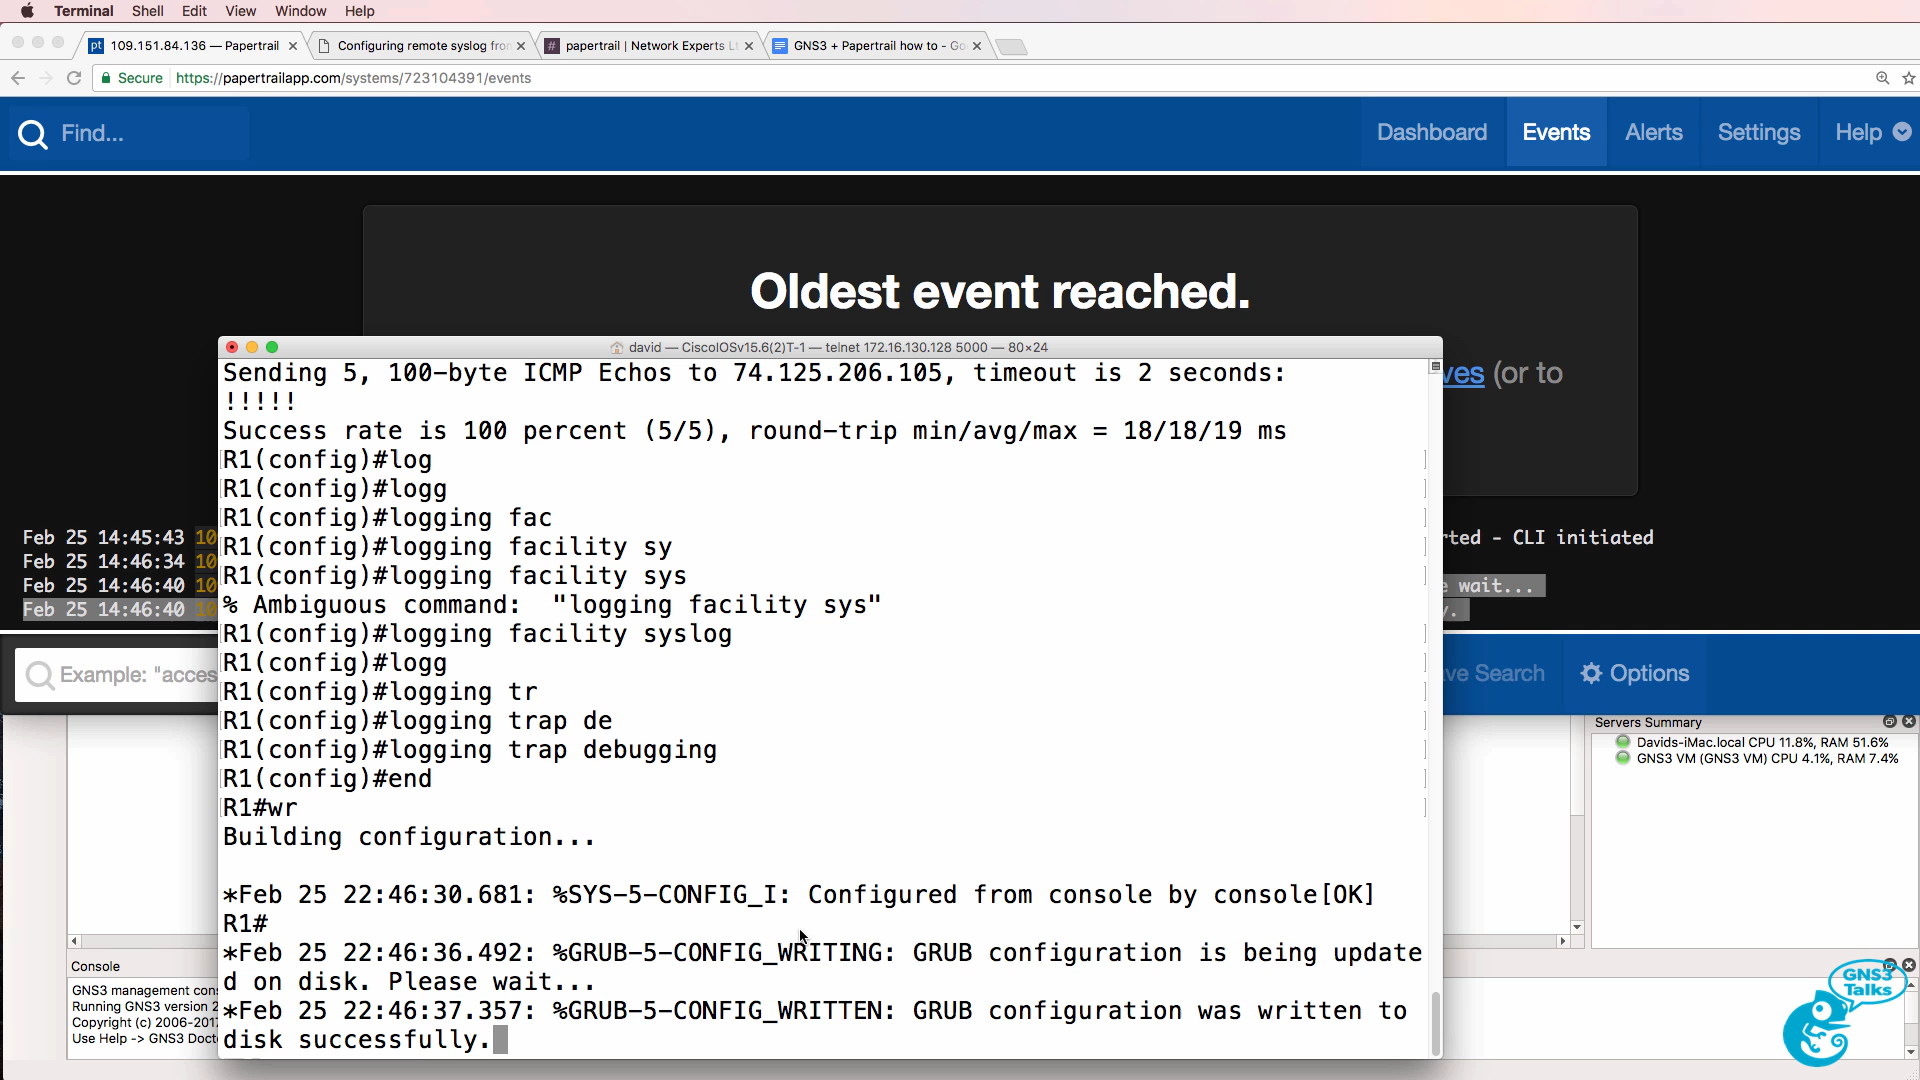 Terminal Shell Edit View Window Help
pt 109.151.84.136 — Papertrail × Configuring remote syslog fro × # papertrail | Network Experts L × GNS3 + Papertrail how to - Go ×
Secure https://papertrailapp.com/systems/723104391/events
Find... Dashboard Events Alerts Settings Help
Oldest event reached.
ves (or to
david — CiscoIOSv15.6(2)T-1 — telnet 172.16.130.128 5000 — 80×24
Sending 5, 100-byte ICMP Echos to 74.125.206.105, timeout is 2 seconds:
!!!!!
Success rate is 100 percent (5/5), round-trip min/avg/max = 18/18/19 ms
R1(config)#log
R1(config)#logg
R1(config)#logging fac
R1(config)#logging facility sy
R1(config)#logging facility sys
% Ambiguous command:  "logging facility sys"
R1(config)#logging facility syslog
R1(config)#logg
R1(config)#logging tr
R1(config)#logging trap de
R1(config)#logging trap debugging
R1(config)#end
R1#wr
Building configuration...
*Feb 25 22:46:30.681: %SYS-5-CONFIG_I: Configured from console by console[OK]
R1#
*Feb 25 22:46:36.492: %GRUB-5-CONFIG_WRITING: GRUB configuration is being update
d on disk. Please wait...
*Feb 25 22:46:37.357: %GRUB-5-CONFIG_WRITTEN: GRUB configuration was written to
disk successfully.
Feb 25 14:45:43 10 rted - CLI initiated
Feb 25 14:46:34 10
Feb 25 14:46:40 10 e wait...
Feb 25 14:46:40 10 y.
Example: "acces ve Search Options
Servers Summary
Davids-iMac.local CPU 11.8%, RAM 51.6%
GNS3 VM (GNS3 VM) CPU 4.1%, RAM 7.4%
Console
GNS3 management con
Running GNS3 version 2
Copyright (c) 2006-201
Use Help -> GNS3 Doct
GNS3
Talks